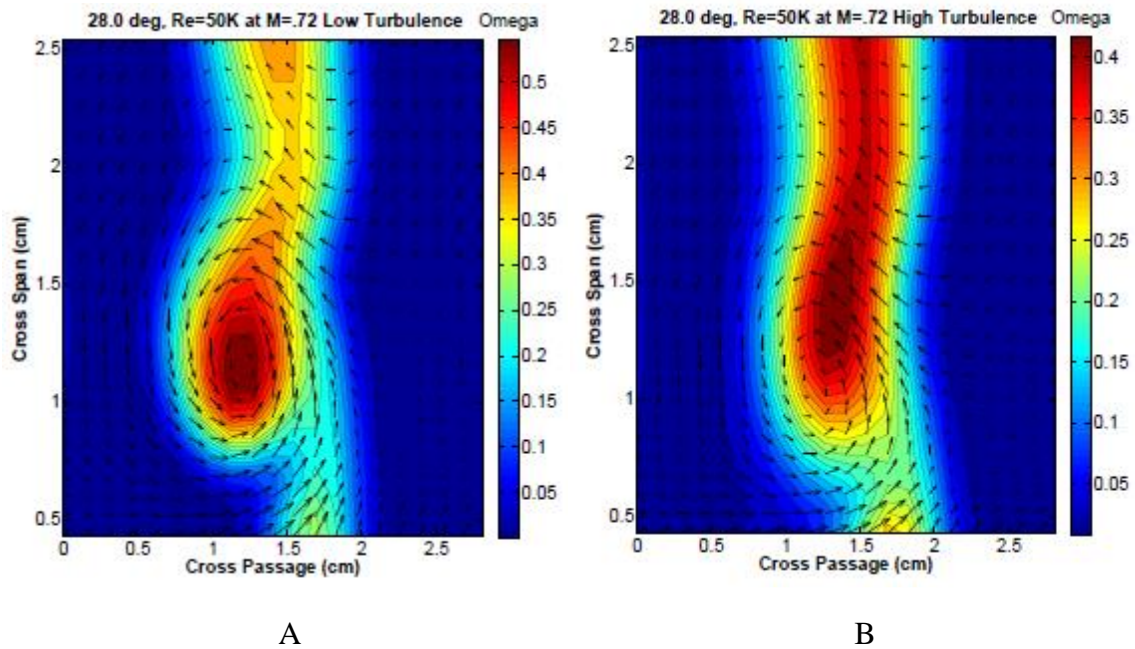 28.0 deg, Re=50K at M=.72 Low Turbulence Omega
2.5
2
1.5
1
0.5
0 0.5 1 1.5 2 2.5
Cross Span (cm)
Cross Passage (cm)
0.5
0.45
0.4
0.35
0.3
0.25
0.2
0.15
0.1
0.05
A
28.0 deg, Re=50K at M=.72 High Turbulence Omega
2.5
2
1.5
1
0.5
0 0.5 1 1.5 2 2.5
Cross Span (cm)
Cross Passage (cm)
0.4
0.35
0.3
0.25
0.2
0.15
0.1
0.05
B